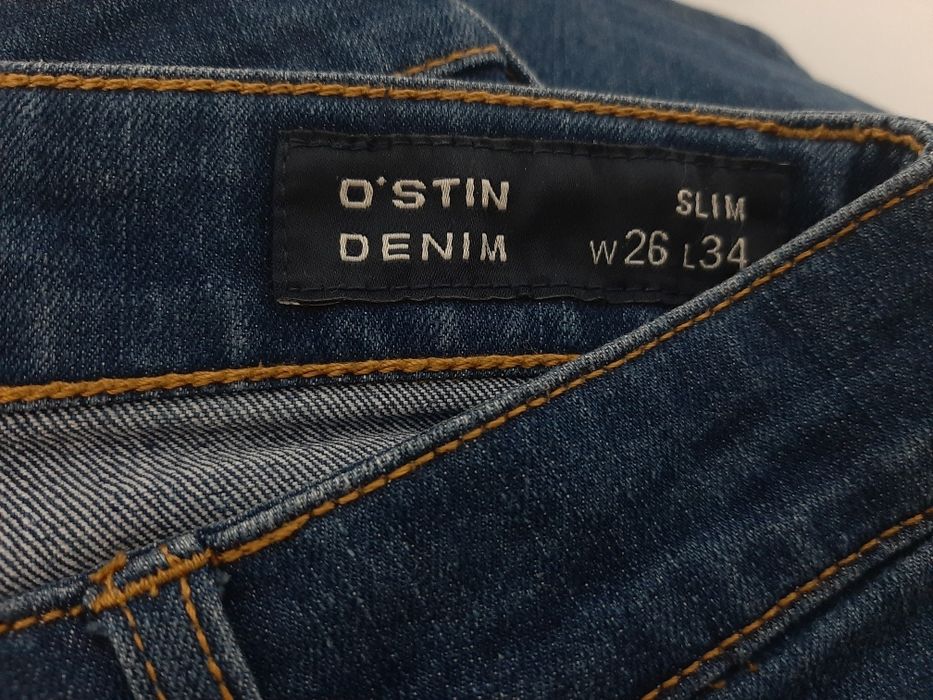 O'STIN
DENIM
SLIM
W26 L34